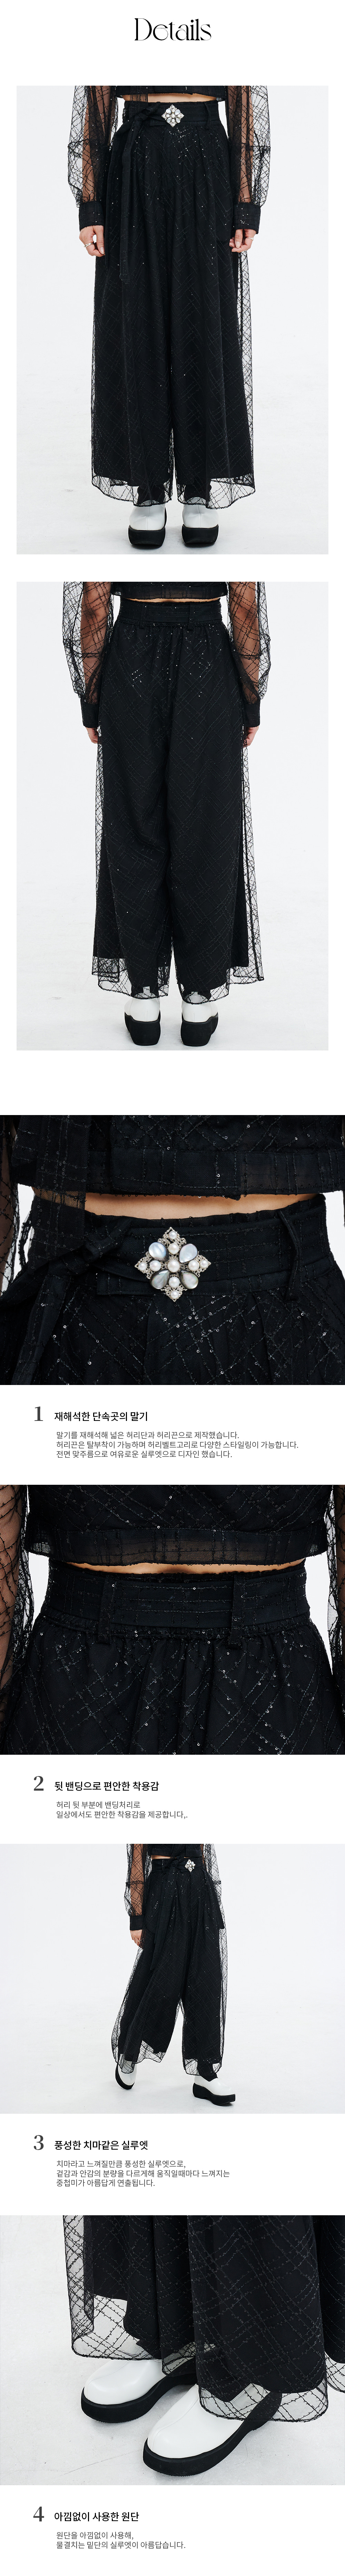 Details
1 재해석한 단속곳의 말기
말기를 재해석해 넓은 허리단과 허리끈으로 제작했습니다.
허리끈은 탈부착이 가능하며 허리벨트고리로 다양한 스타일링이 가능합니다.
전면 맞주름으로 여유로운 실루엣으로 디자인 했습니다.
2 뒷 밴딩으로 편안한 착용감
허리 뒷 부분에 밴딩처리로
일상에서도 편안한 착용감을 제공합니다,.
3 풍성한 치마같은 실루엣
치마라고 느껴질만큼 풍성한 실루엣으로,
겉감과 안감의 분량을 다르게해 움직일때마다 느껴지는
중첩미가 아름답게 연출됩니다.
4 아낌없이 사용한 원단
원단을 아낌없이 사용해,
물결치는 밑단의 실루엣이 아름답습니다.